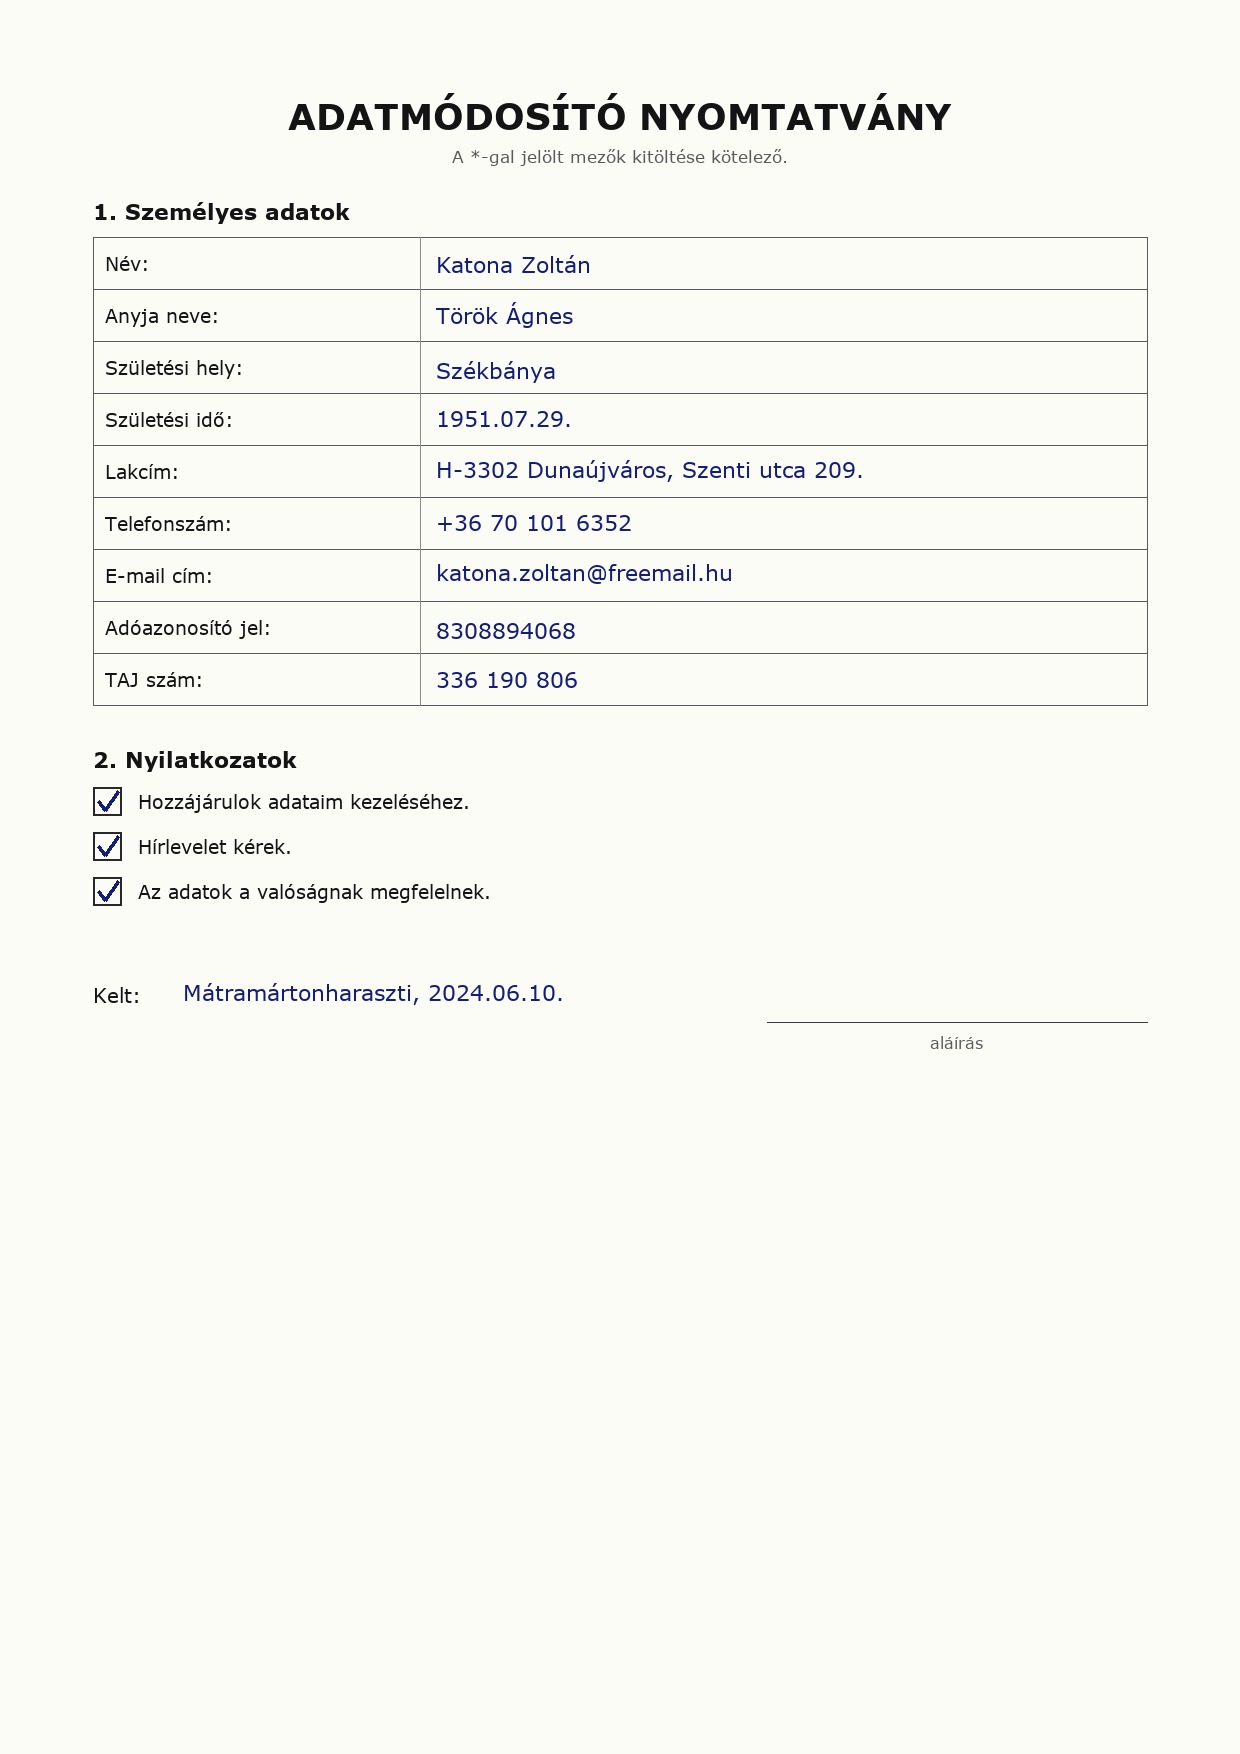 ADATMÓDOSÍTÓ NYOMTATVÁNY
A *-gal jelölt mezők kitöltése kötelező.
1. Személyes adatok
Név: Katona Zoltán
Anyja neve: Török Ágnes
Születési hely: Székbánya
Születési idő: 1951.07.29.
Lakcím: H-3302 Dunaújváros, Szenti utca 209.
Telefonszám: +36 70 101 6352
E-mail cím: katona.zoltan@freemail.hu
Adóazonosító jel: 8308894068
TAJ szám: 336 190 806
2. Nyilatkozatok
Hozzájárulok adataim kezeléséhez.
Hírlevelet kérek.
Az adatok a valóságnak megfelelnek.
Kelt: Mátramártonharaszti, 2024.06.10.
aláírás